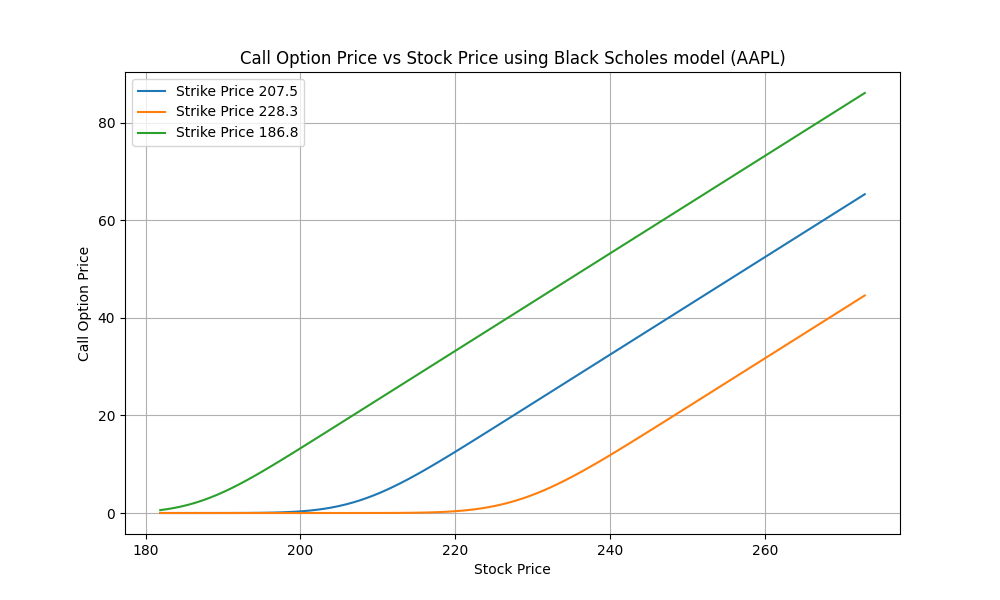 Call Option Price vs Stock Price using Black Scholes model (AAPL)
Strike Price 207.5
Strike Price 228.3
Strike Price 186.8
80
60
40
20
0
Call Option Price
180 200 220 240 260
Stock Price